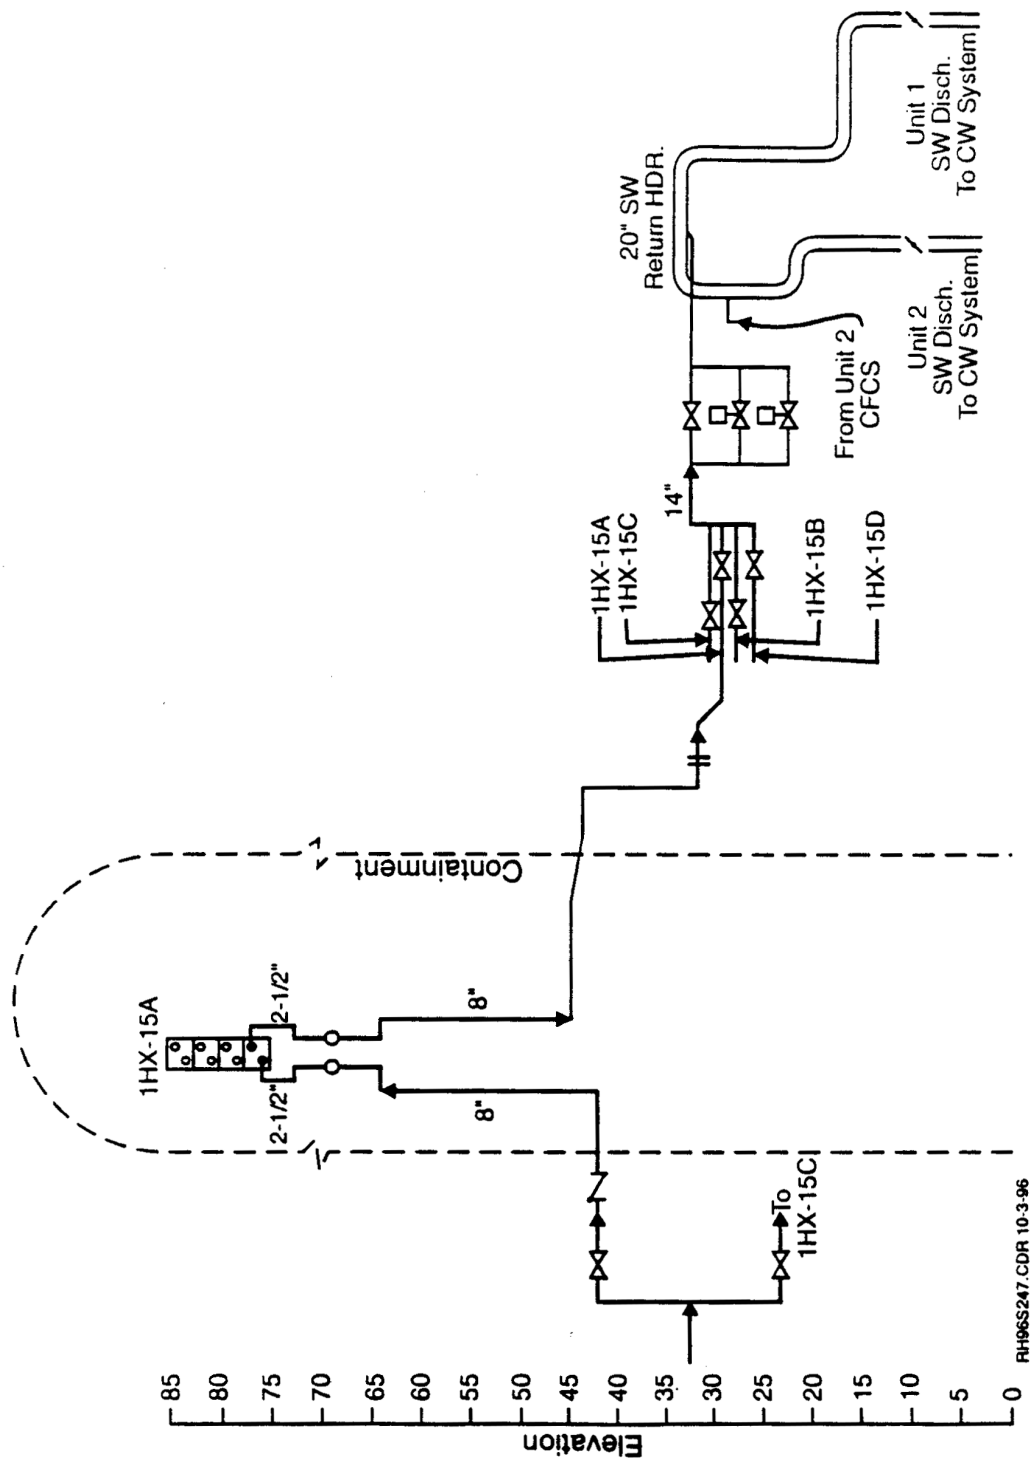 1HX-15A
2-1/2"
2-1/2"
8"
8"
Containment
To
1HX-15C
1HX-15A
1HX-15C
1HX-15B
1HX-15D
14"
20" SW
Return HDR.
From Unit 2
CFCS
Unit 2
SW Disch.
To CW System
Unit 1
SW Disch.
To CW System
Elevation
85
80
75
70
65
60
55
50
45
40
35
30
25
20
15
10
5
0
RH96S247.CDR 10-3-96